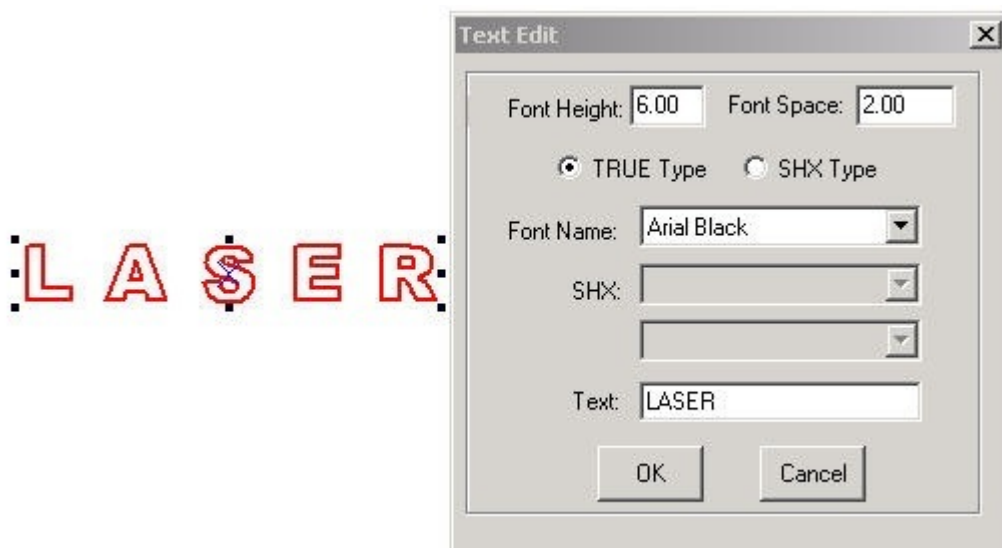 Text Edit
Font Height: 6.00 Font Space: 2.00
TRUE Type SHX Type
Font Name: Arial Black
L A S E R
SHX:
Text: LASER
OK Cancel